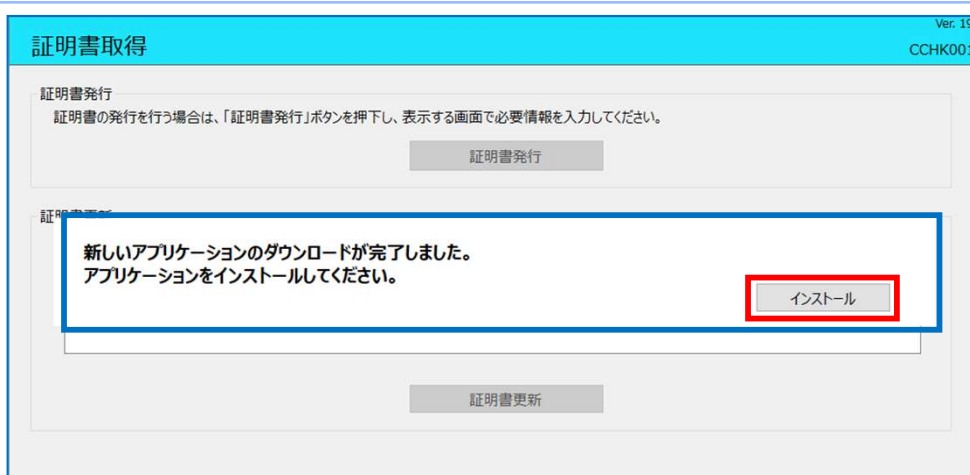 Ver. 19
証明書取得
CCHK001
証明書発行
証明書の発行を行う場合は、「証明書発行」ボタンを押下し、表示する画面で必要情報を入力してください。
証明書発行
新しいアプリケーションのダウンロードが完了しました。
アプリケーションをインストールしてください。
インストール
証明書更新